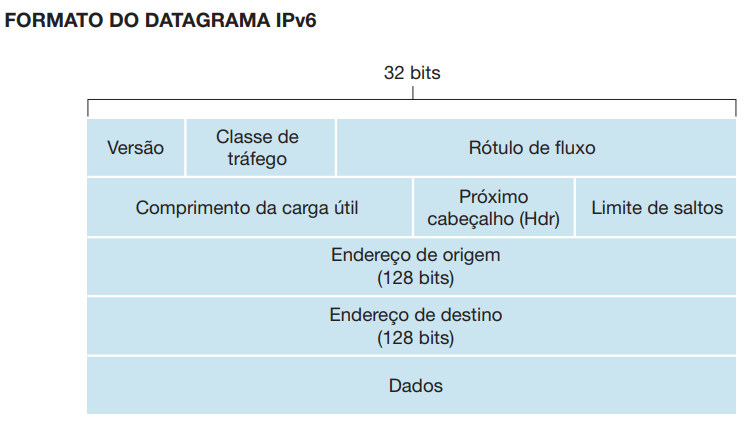 FORMATO DO DATAGRAMA IPv6
32 bits
Versão
Classe de
tráfego
Rótulo de fluxo
Comprimento da carga útil
Próximo
cabeçalho (Hdr)
Limite de saltos
Endereço de origem
(128 bits)
Endereço de destino
(128 bits)
Dados